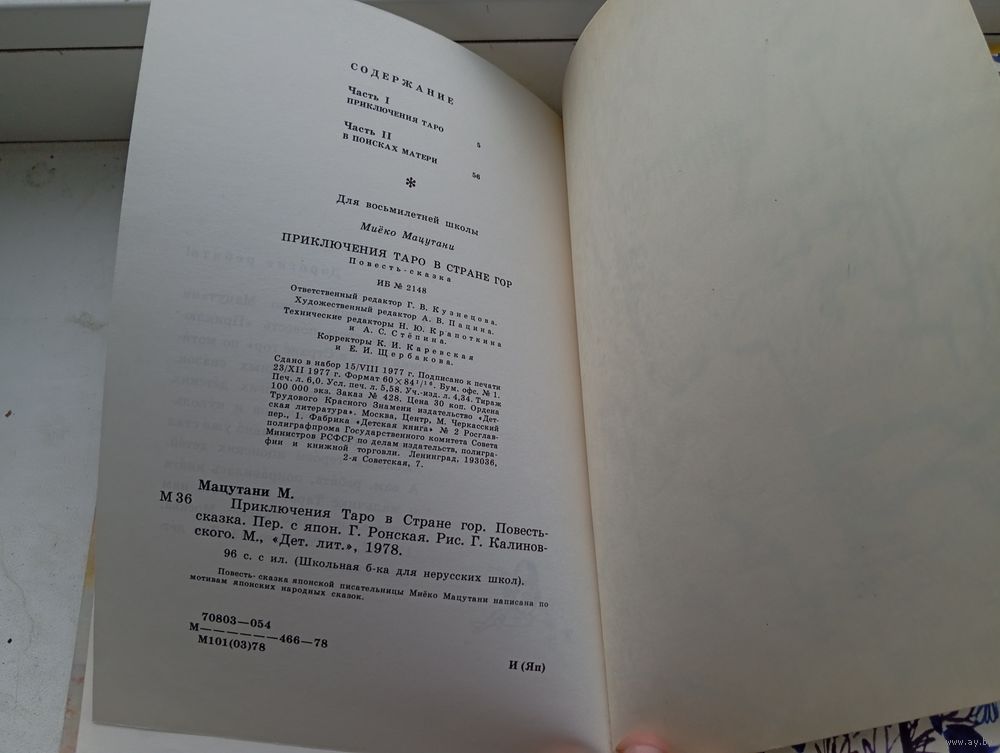 СОДЕРЖАНИЕ
Часть I
ПРИКЛЮЧЕНИЯ ТАРО
5
Часть II
В ПОИСКАХ МАТЕРИ
56
*
Для восьмилетней школы
Миёко Мацутани
ПРИКЛЮЧЕНИЯ ТАРО В СТРАНЕ ГОР
Повесть-сказка
ИБ № 2148
Ответственный редактор Г. В. Кузнецова.
Художественный редактор А. В. Пацина.
Технические редакторы Н. Ю. Крапоткина
и А. С. Стёпина.
Корректоры К. И. Каревская
и Е. И. Щербакова.
Сдано в набор 15/VIII 1977 г. Подписано к печати
23/XII 1977 г. Формат 60×84¹/¹⁶. Бум. офс. № 1.
Печ. л. 6,0. Усл. печ. л. 5,58. Уч.-изд. л. 4,34. Тираж
100 000 экз. Заказ № 428. Цена 30 коп. Ордена
Трудового Красного Знамени издательство «Дет-
ская литература». Москва, Центр, М. Черкасский
пер., 1. Фабрика «Детская книга» № 2 Росглав-
полиграфпрома Государственного комитета Совета
Министров РСФСР по делам издательств, полигра-
фии и книжной торговли. Ленинград, 193036,
2-я Советская, 7.
Мацутани М.
М 36 Приключения Таро в Стране гор. Повесть-
сказка. Пер. с япон. Г. Ронская. Рис. Г. Калинов-
ского. М., «Дет. лит.», 1978.
96 с. с ил. (Школьная б-ка для нерусских школ).
Повесть-сказка японской писательницы Миёко Мацутани написана по
мотивам японских народных сказок.
70803—054
М——————466—78
М101(03)78
И (Яп)